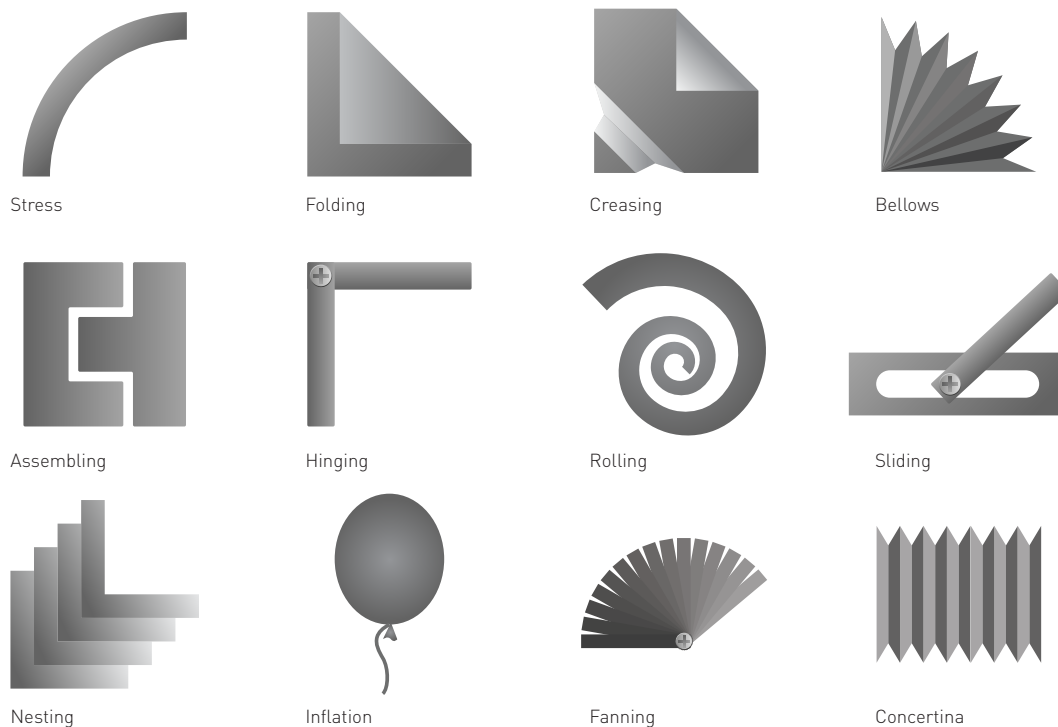 Stress
Folding
Creasing
Bellows
Assembling
Hinging
Rolling
Sliding
Nesting
Inflation
Fanning
Concertina